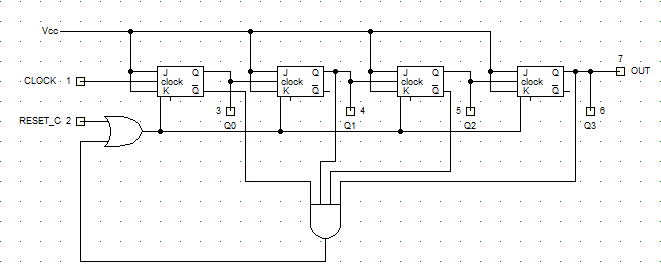 Vcc
7
J Q J Q J Q J Q OUT
CLOCK 1 clock clock clock clock
K Q̅ K Q̅ K Q̅ K Q̅
3 4 5 6
RESET_C 2 Q0 Q1 Q2 Q3